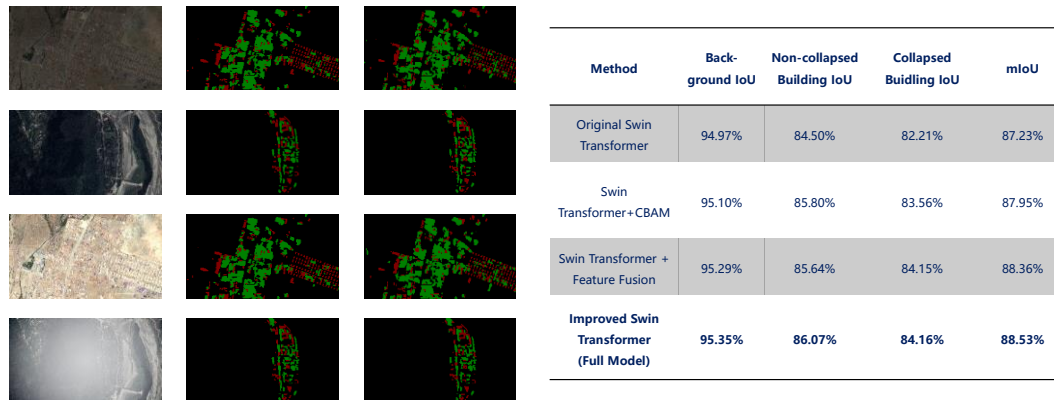 Method
Back-
ground IoU
Non-collapsed
Building IoU
Collapsed
Buidling IoU
mIoU
Original Swin
Transformer
94.97%
84.50%
82.21%
87.23%
Swin
Transformer+CBAM
95.10%
85.80%
83.56%
87.95%
Swin Transformer +
Feature Fusion
95.29%
85.64%
84.15%
88.36%
Improved Swin
Transformer
(Full Model)
95.35%
86.07%
84.16%
88.53%